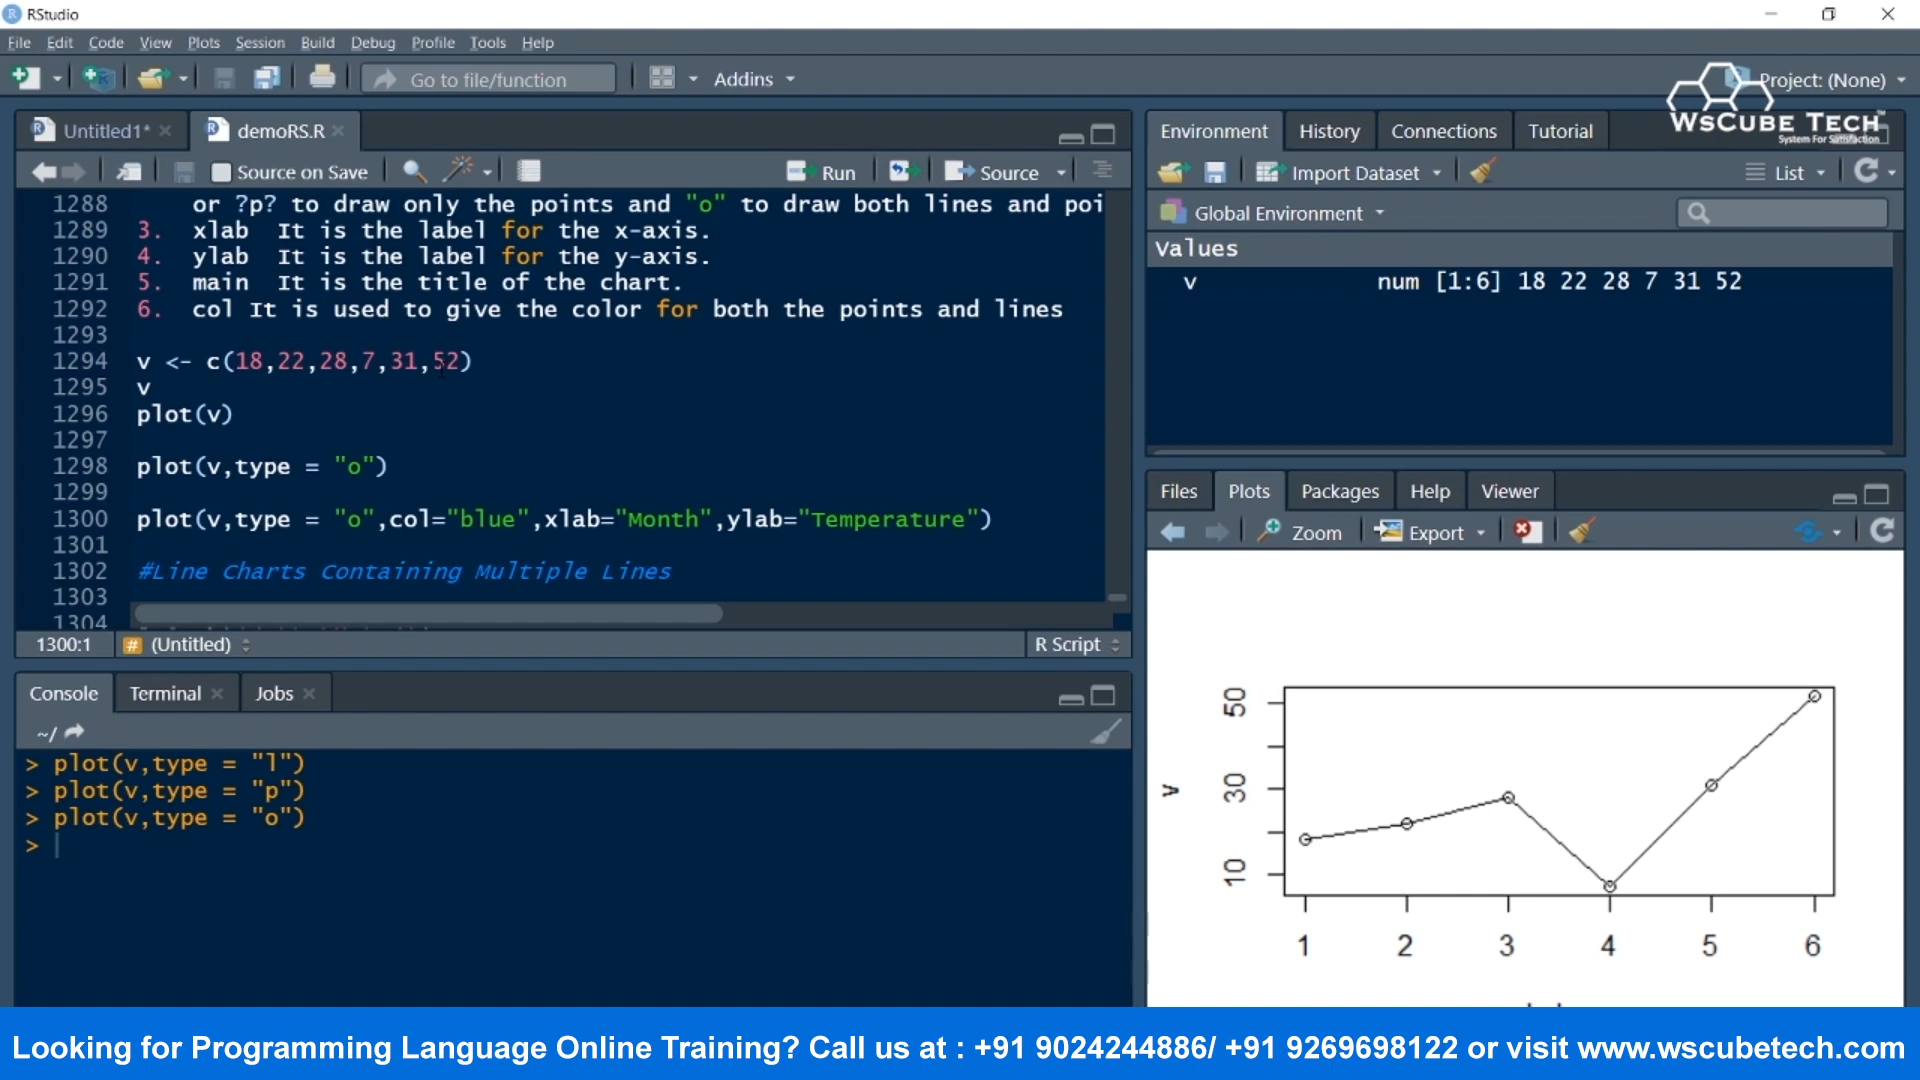 RStudio
File Edit Code View Plots Session Build Debug Profile Tools Help
Go to file/function Addins Project: (None)
WsCube Tech
System For Satisfaction
Untitled1* demoRS.R
Source on Save Run Source
1288 or ?p? to draw only the points and "o" to draw both lines and poi
1289 3. xlab It is the label for the x-axis.
1290 4. ylab It is the label for the y-axis.
1291 5. main It is the title of the chart.
1292 6. col It is used to give the color for both the points and lines
1293
1294 v <- c(18,22,28,7,31,52)
1295 v
1296 plot(v)
1297
1298 plot(v,type = "o")
1299
1300 plot(v,type = "o",col="blue",xlab="Month",ylab="Temperature")
1301
1302 #Line Charts Containing Multiple Lines
1303
1304
1300:1 # (Untitled) R Script
Console Terminal Jobs
~/
> plot(v,type = "l")
> plot(v,type = "p")
> plot(v,type = "o")
>
Environment History Connections Tutorial
Import Dataset List
Global Environment
Values
v num [1:6] 18 22 28 7 31 52
Files Plots Packages Help Viewer
Zoom Export
50
30
10
v
1 2 3 4 5 6
Looking for Programming Language Online Training? Call us at : +91 9024244886/ +91 9269698122 or visit www.wscubetech.com